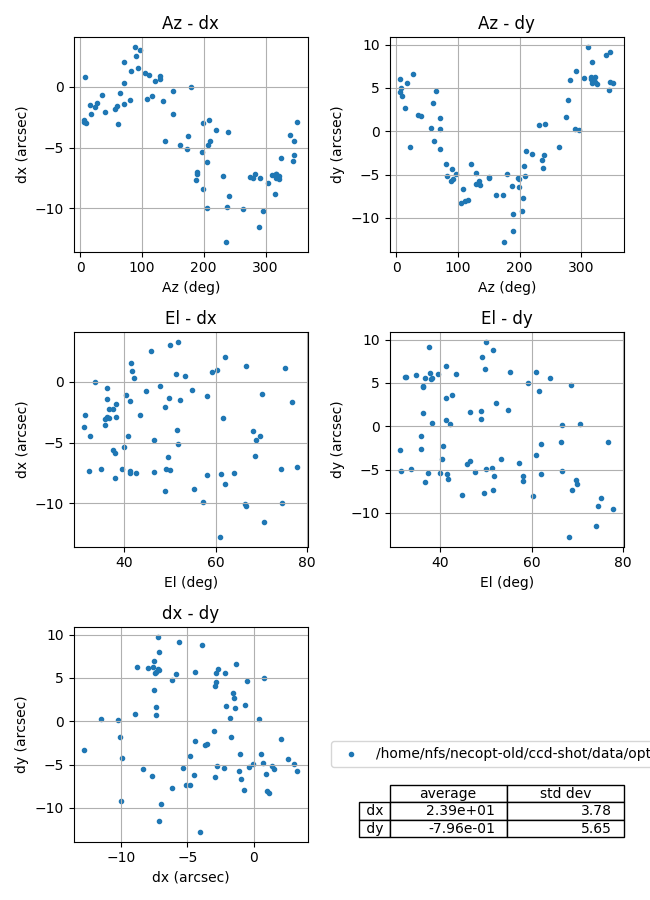 Az - dx
Az - dy
dx (arcsec)
0
−5
−10
0
100
200
300
Az (deg)
dy (arcsec)
10
5
0
−5
−10
0
100
200
300
Az (deg)
El - dx
El - dy
dx (arcsec)
0
−5
−10
40
60
80
El (deg)
dy (arcsec)
10
5
0
−5
−10
40
60
80
El (deg)
dx - dy
dy (arcsec)
10
5
0
−5
−10
−10
−5
0
dx (arcsec)
/home/nfs/necopt-old/ccd-shot/data/opt
average std dev
dx 2.39e+01 3.78
dy -7.96e-01 5.65